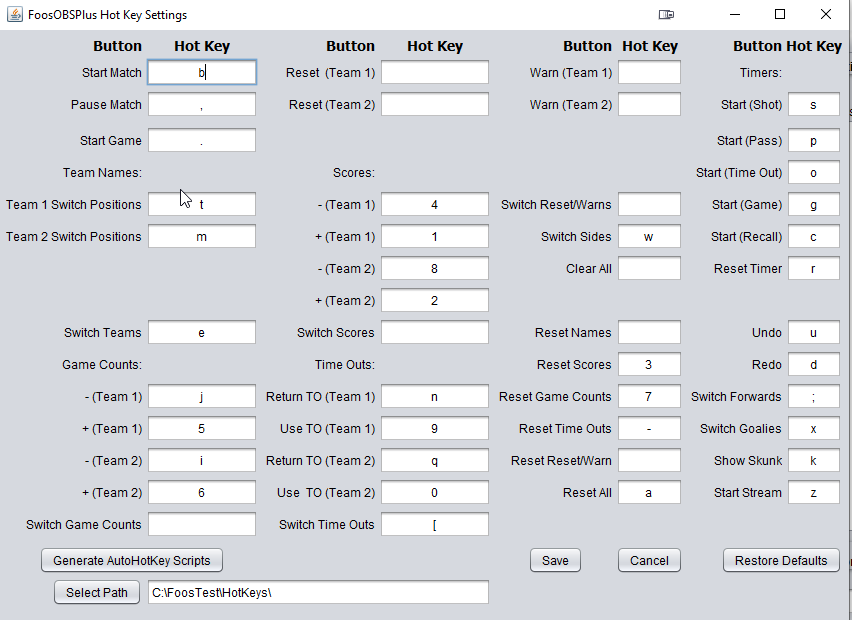 FoosOBSPlus Hot Key Settings
Button Hot Key Button Hot Key Button Hot Key Button Hot Key
Start Match b Reset (Team 1) Warn (Team 1) Timers:
Pause Match , Reset (Team 2) Warn (Team 2) Start (Shot) s
Start Game . Start (Pass) p
Team Names: Scores: Start (Time Out) o
Team 1 Switch Positions t - (Team 1) 4 Switch Reset/Warns Start (Game) g
Team 2 Switch Positions m + (Team 1) 1 Switch Sides w Start (Recall) c
- (Team 2) 8 Clear All Reset Timer r
+ (Team 2) 2
Switch Teams e Switch Scores Reset Names Undo u
Game Counts: Time Outs: Reset Scores 3 Redo d
- (Team 1) j Return TO (Team 1) n Reset Game Counts 7 Switch Forwards ;
+ (Team 1) 5 Use TO (Team 1) 9 Reset Time Outs - Switch Goalies x
- (Team 2) i Return TO (Team 2) q Reset Reset/Warn Show Skunk k
+ (Team 2) 6 Use TO (Team 2) 0 Reset All a Start Stream z
Switch Game Counts Switch Time Outs [
Generate AutoHotKey Scripts Save Cancel Restore Defaults
Select Path C:\FoosTest\HotKeys\